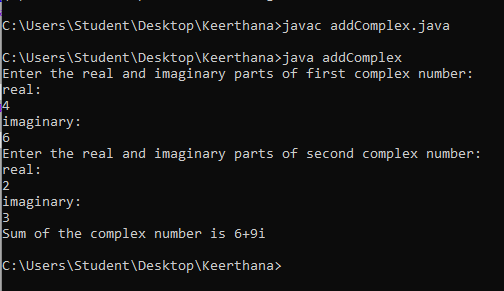 C:\Users\Student\Desktop\Keerthana>javac addComplex.java
C:\Users\Student\Desktop\Keerthana>java addComplex
Enter the real and imaginary parts of first complex number:
real:
4
imaginary:
6
Enter the real and imaginary parts of second complex number:
real:
2
imaginary:
3
Sum of the complex number is 6+9i
C:\Users\Student\Desktop\Keerthana>